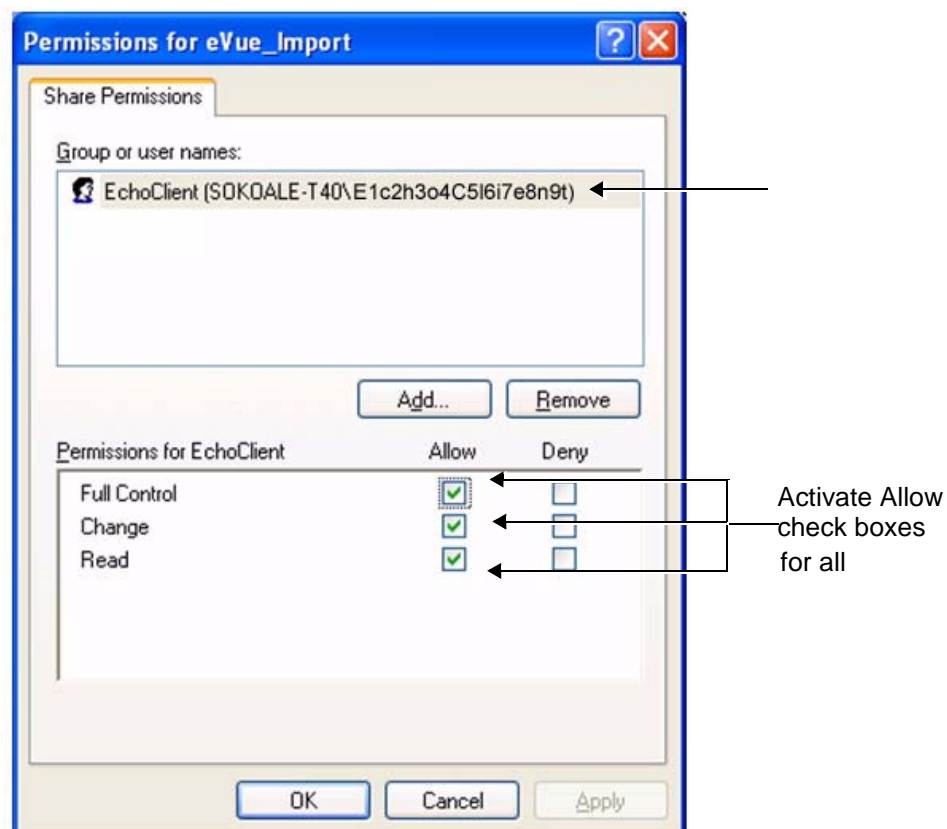 Permissions for eVue_Import
Share Permissions
Group or user names:
EchoClient (SOKOALE-T40\E1c2h3o4C5l6i7e8n9t)
Add...
Remove
Permissions for EchoClient
Allow
Deny
Full Control
Change
Read
Activate Allow
check boxes
for all
OK
Cancel
Apply